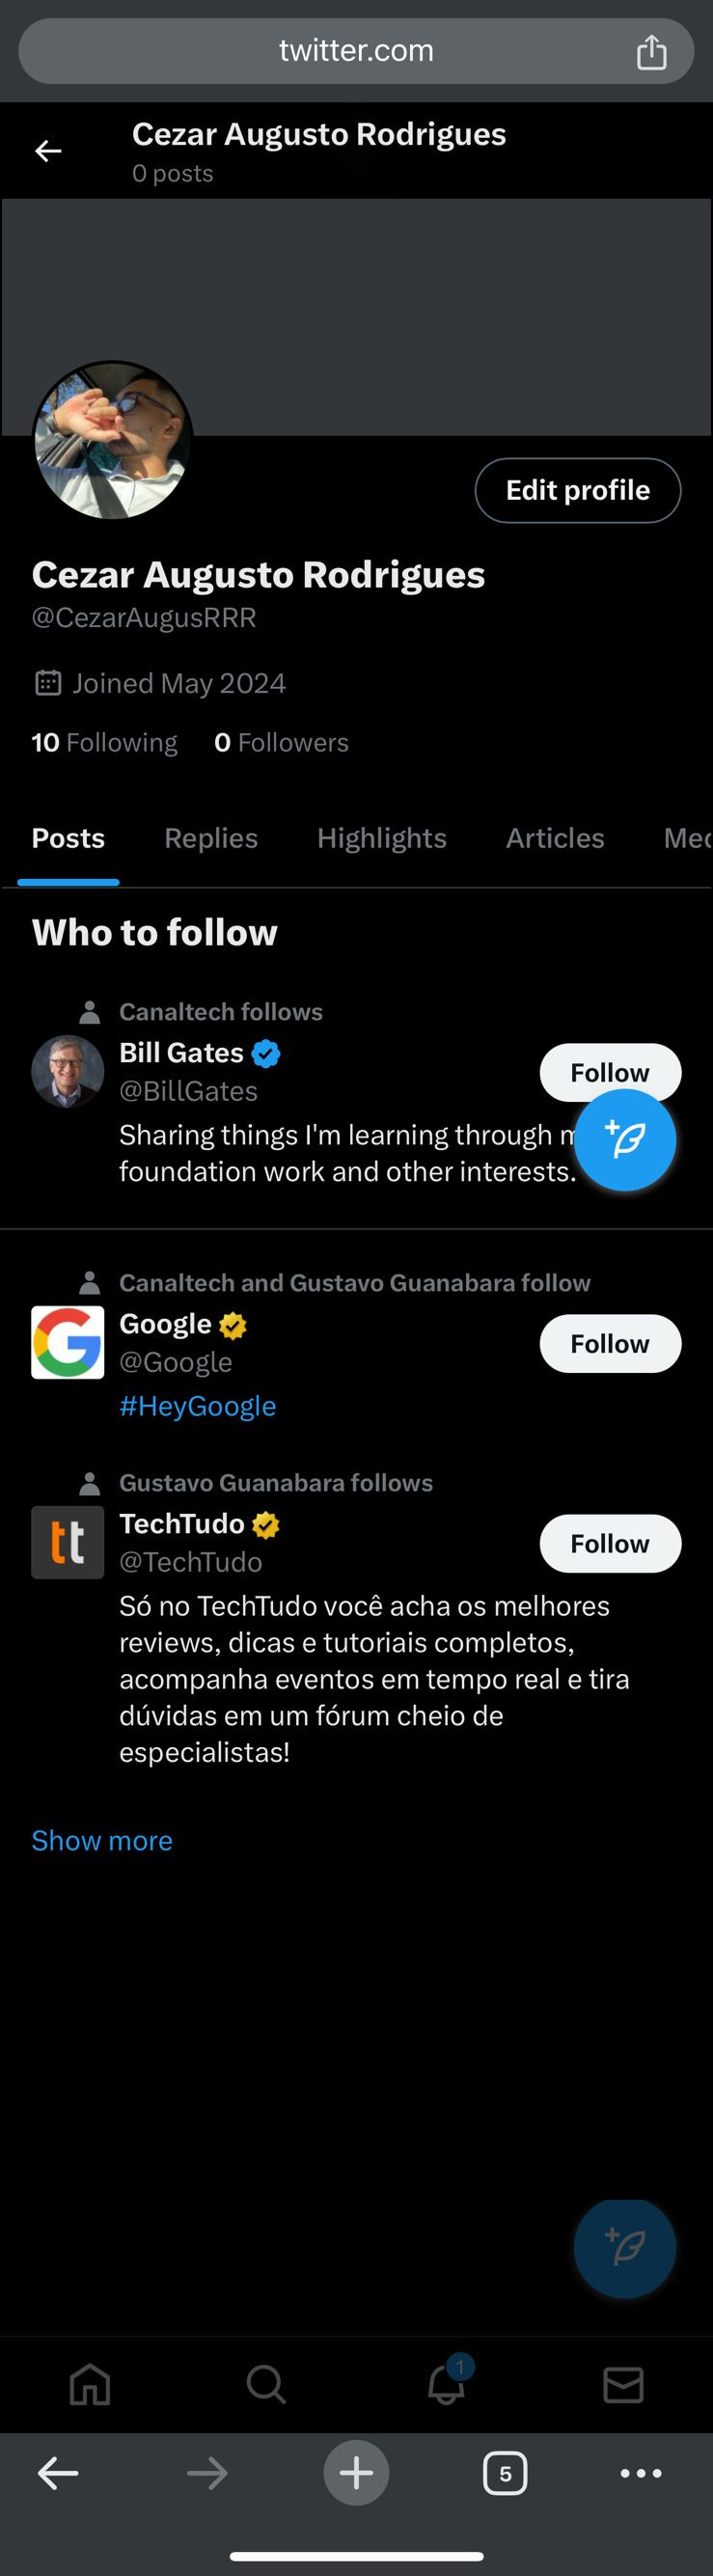 twitter.com
Cezar Augusto Rodrigues
0 posts
Edit profile
Cezar Augusto Rodrigues
@CezarAugusRRR
Joined May 2024
10 Following 0 Followers
Posts Replies Highlights Articles
Who to follow
Canaltech follows
Bill Gates
@BillGates
Follow
Sharing things I'm learning through
foundation work and other interests.
Canaltech and Gustavo Guanabara follow
Google
@Google
Follow
#HeyGoogle
Gustavo Guanabara follows
tt
TechTudo
@TechTudo
Follow
Só no TechTudo você acha os melhores
reviews, dicas e tutoriais completos,
acompanha eventos em tempo real e tira
dúvidas em um fórum cheio de
especialistas!
Show more
1
5